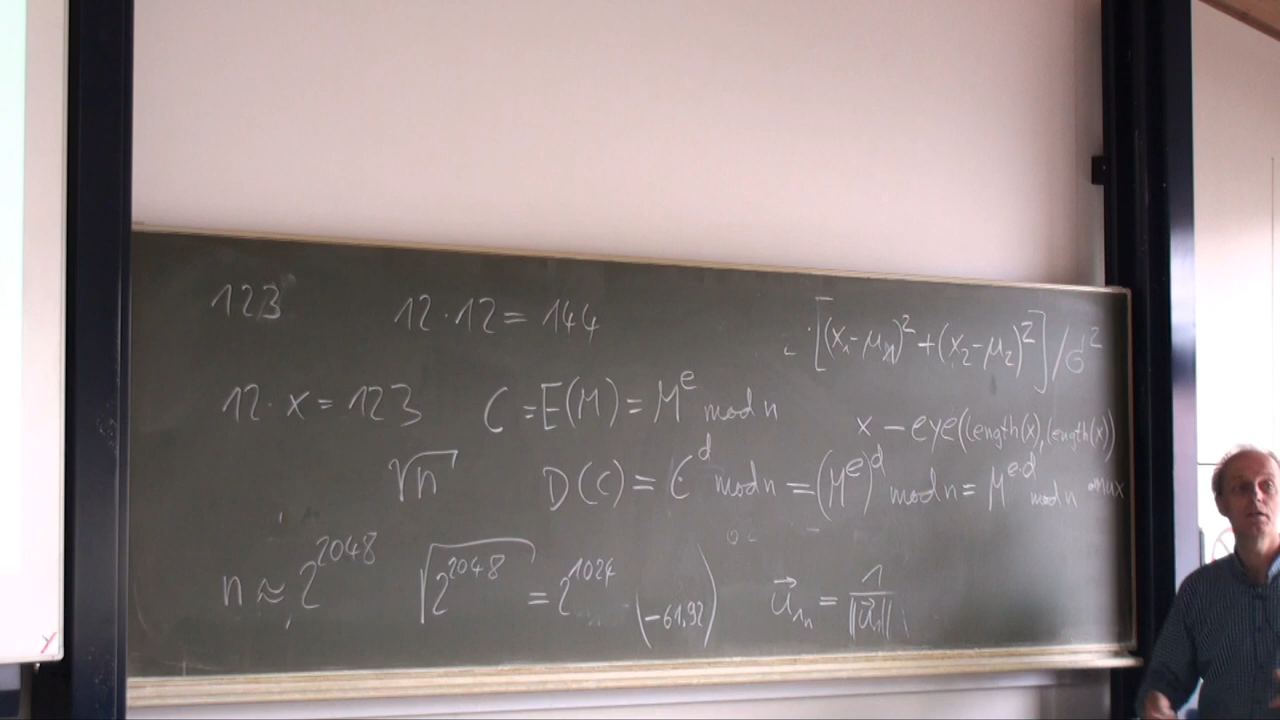 123
12 · 12 = 144
· [(x₁ - μ₁)² + (x₂ - μ₂)²] / σ²
12 · x = 123
C = E(M) = M^e mod n
x - eye(length(x), length(x))
√n
D(C) = C^d mod n = (M^e)^d mod n = M^{e·d} mod n
n ≈ 2^2048
√(2^2048) = 2^1024
(-61,92)
u⃗₁ₙ = 1 / ||u⃗₁||